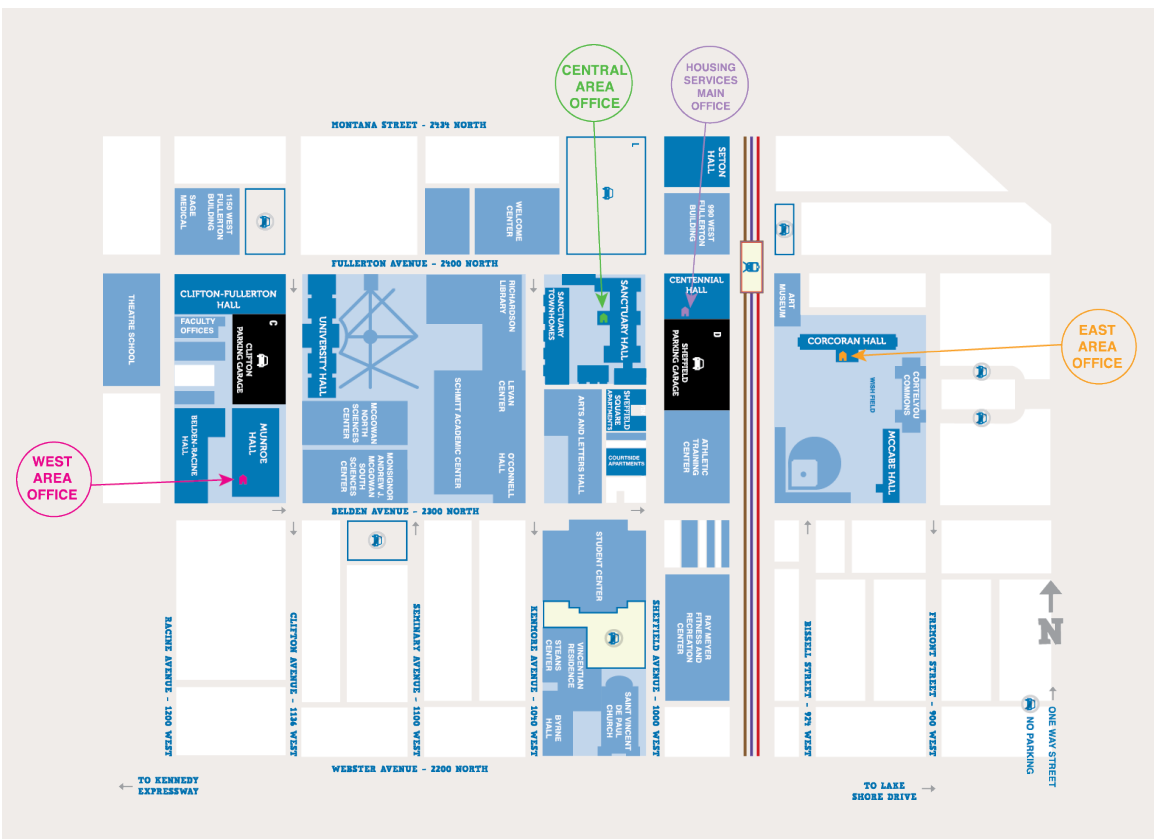 CENTRAL
AREA
OFFICE
HOUSING
SERVICES
MAIN
OFFICE
MONTANA STREET - 2434 NORTH
L
SETON
HALL
1150 WEST
FULLERTON
BUILDING
SAGE
MEDICAL
WELCOME
CENTER
990 WEST
FULLERTON
BUILDING
FULLERTON AVENUE - 2400 NORTH
THEATRE SCHOOL
CLIFTON-FULLERTON
HALL
FACULTY
OFFICES
C
CLIFTON
PARKING GARAGE
UNIVERSITY HALL
RICHARDSON
LIBRARY
SANCTUARY
TOWNHOMES
SANCTUARY HALL
CENTENNIAL
HALL
D
SHEFFIELD
PARKING GARAGE
ART
MUSEUM
CORCORAN HALL
EAST
AREA
OFFICE
WISH FIELD
CORTELYOU
COMMONS
MCCABE HALL
BELDEN-RACINE
HALL
MUNROE
HALL
WEST
AREA
OFFICE
MCGOWAN
NORTH
SCIENCES
CENTER
MONSIGNOR
ANDREW J.
MCGOWAN
SOUTH
SCIENCES
CENTER
SCHMITT ACADEMIC CENTER
LEVAN
CENTER
O'CONNELL
HALL
ARTS AND LETTERS HALL
SHEFFIELD
SQUARE
APARTMENTS
COURTSIDE
APARTMENTS
ATHLETIC
TRAINING
CENTER
BELDEN AVENUE - 2300 NORTH
STUDENT CENTER
VINCENTIAN
RESIDENCE
STEANS
CENTER
BYRNE
HALL
SAINT VINCENT
DE PAUL
CHURCH
RAY MEYER
FITNESS AND
RECREATION
CENTER
RACINE AVENUE - 1200 WEST
CLIFTON AVENUE - 1136 WEST
SEMINARY AVENUE - 1100 WEST
KENMORE AVENUE - 1040 WEST
SHEFFIELD AVENUE - 1000 WEST
BISSELL STREET - 924 WEST
FREMONT STREET - 900 WEST
N
ONE WAY STREET
NO PARKING
WEBSTER AVENUE - 2200 NORTH
TO KENNEDY
EXPRESSWAY
TO LAKE
SHORE DRIVE